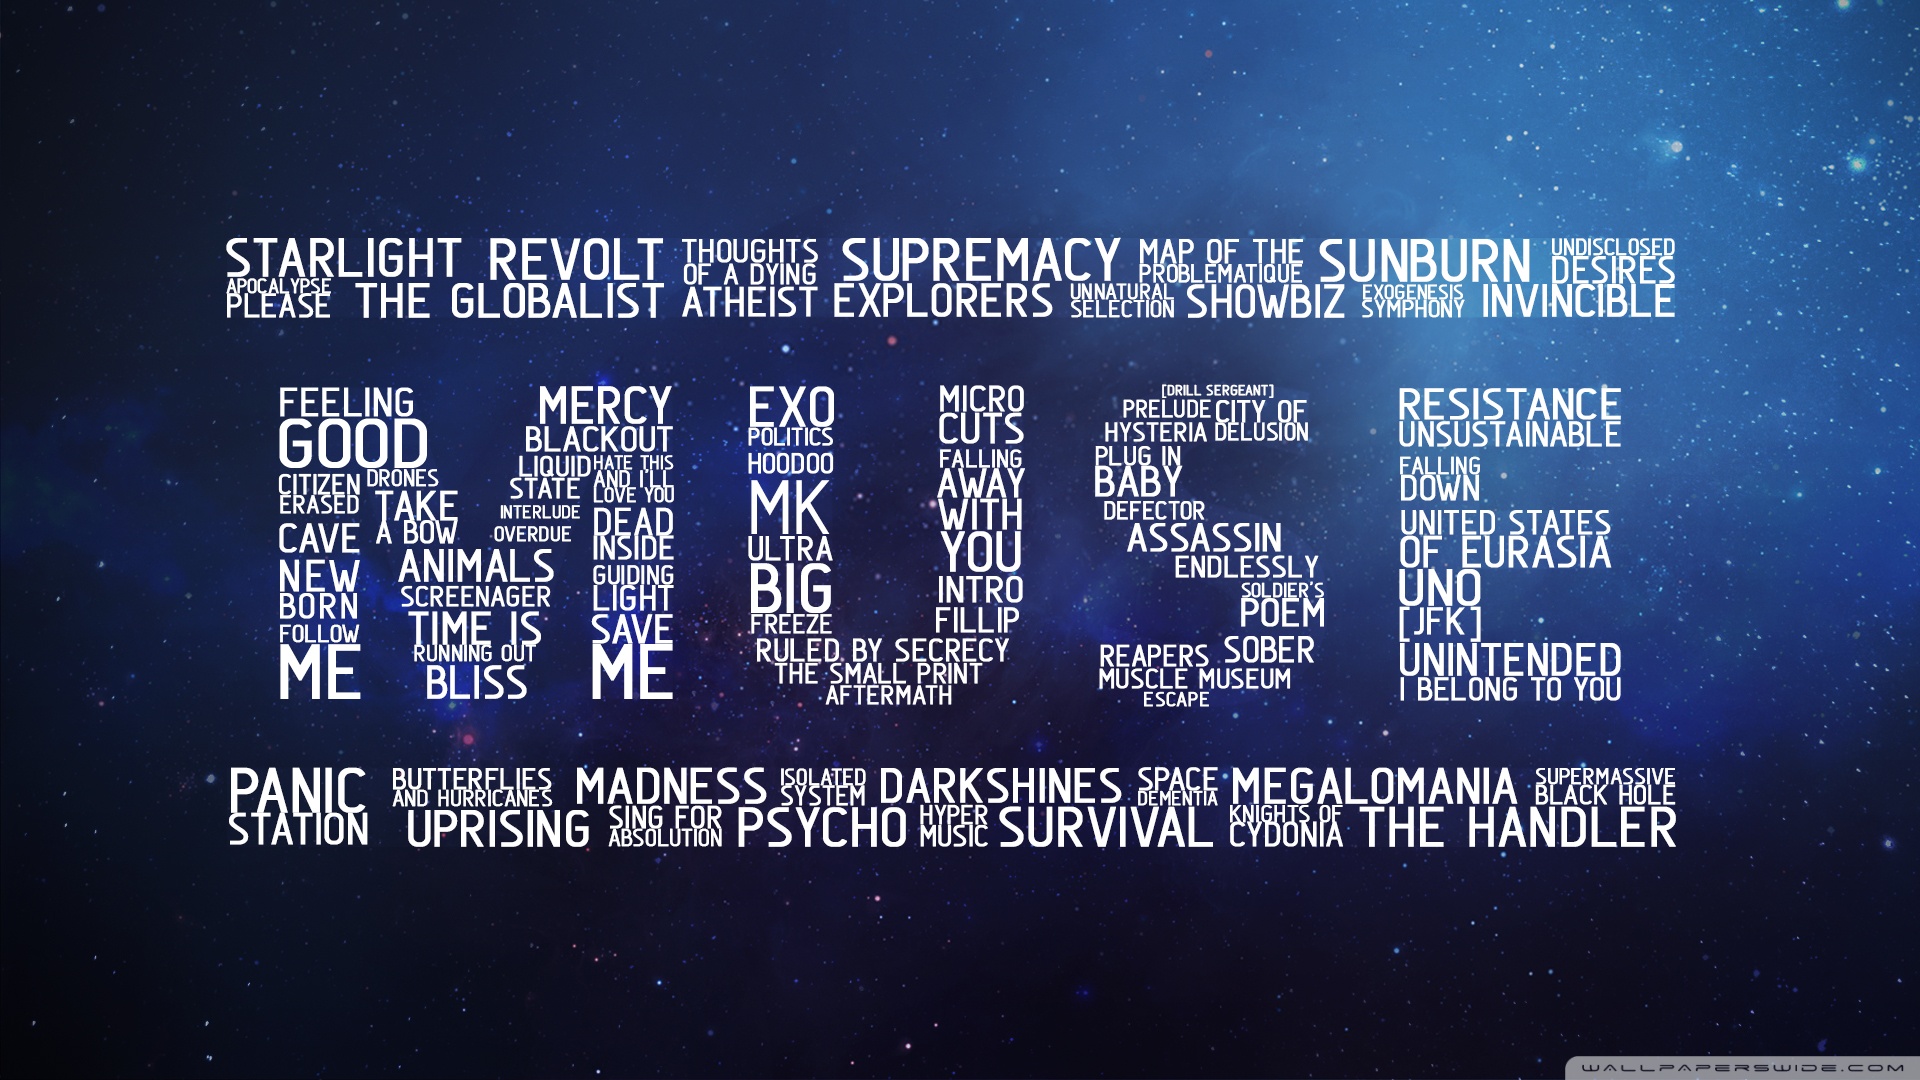 STARLIGHT REVOLT THOUGHTS OF A DYING ATHEIST SUPREMACY MAP OF THE PROBLEMATIQUE SUNBURN UNDISCLOSED DESIRES
APOCALYPSE PLEASE THE GLOBALIST EXPLORERS UNNATURAL SELECTION SHOWBIZ EXOGENESIS SYMPHONY INVINCIBLE
FEELING
GOOD
CITIZEN
ERASED
DRONES
TAKE
A BOW
CAVE
NEW
BORN
FOLLOW
ME
ANIMALS
SCREENAGER
TIME IS
RUNNING OUT
BLISS
MERCY
BLACKOUT
LIQUID
STATE
INTERLUDE
OVERDUE
HATE THIS
AND I'LL
LOVE YOU
DEAD
INSIDE
GUIDING
LIGHT
SAVE
ME
EXO
POLITICS
HOODOO
MK
ULTRA
BIG
FREEZE
MICRO
CUTS
FALLING
AWAY
WITH
YOU
INTRO
FILLIP
RULED BY SECRECY
THE SMALL PRINT
AFTERMATH
[DRILL SERGEANT]
PRELUDE CITY OF
HYSTERIA DELUSION
PLUG IN
BABY
DEFECTOR
ASSASSIN
ENDLESSLY
SOLDIER'S
POEM
REAPERS SOBER
MUSCLE MUSEUM
ESCAPE
RESISTANCE
UNSUSTAINABLE
FALLING
DOWN
UNITED STATES
OF EURASIA
UNO
[JFK]
UNINTENDED
I BELONG TO YOU
PANIC STATION BUTTERFLIES AND HURRICANES MADNESS ISOLATED SYSTEM DARKSHINES SPACE DEMENTIA MEGALOMANIA SUPERMASSIVE BLACK HOLE
UPRISING SING FOR ABSOLUTION PSYCHO HYPER MUSIC SURVIVAL KNIGHTS OF CYDONIA THE HANDLER
WALLPAPERSWIDE.COM